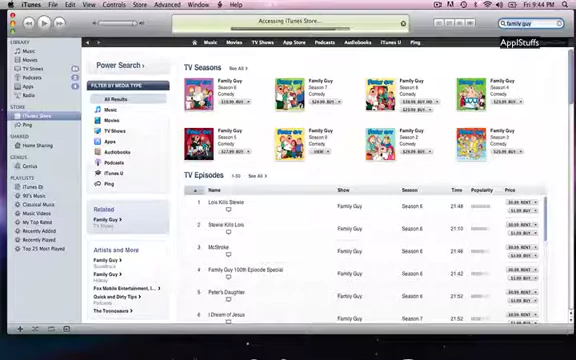 iTunes File Edit View Controls Store Advanced Window Help
Fri 9:44 PM
Accessing iTunes Store...
family guy
ApplStuffs
LIBRARY
Music
Movies
TV Shows
Podcasts
Apps
Radio
STORE
iTunes Store
Ping
SHARED
Home Sharing
GENIUS
Genius
PLAYLISTS
iTunes DJ
90's Music
Classical Music
Music Videos
My Top Rated
Recently Added
Recently Played
Top 25 Most Played
Music Movies TV Shows App Store Podcasts Audiobooks iTunes U Ping
Power Search
FILTER BY MEDIA TYPE
All Results
Music
Movies
TV Shows
Apps
Audiobooks
Podcasts
iTunes U
Ping
Related
Family Guy
TV Shows
Artists and More
Family Guy
Soundtrack
Family Guy
Holiday
Fox Mobile Entertainment, I...
Quick and Dirty Tips
Podcasts
The Toonosaurs
TV Seasons See All
Family Guy
Season 8
Comedy
Family Guy
Season 7
Comedy
Family Guy
Comedy
Family Guy
Season 4
Comedy
Family Guy
Season 5
Comedy
Family Guy
Comedy
Family Guy
Season 2
Comedy
Family Guy
Season 3
Comedy
TV Episodes 1-50 See All
Name Show Season Time Popularity Price
1 Lois Kills Stewie Family Guy Season 6 21:48
2 Stewie Kills Lois Family Guy Season 6
3 McStroke Family Guy Season 6 21:48
4 Family Guy 100th Episode Special Family Guy Season 6 21:42
5 Peter's Daughter Family Guy Season 6 21:52
6 I Dream of Jesus Family Guy